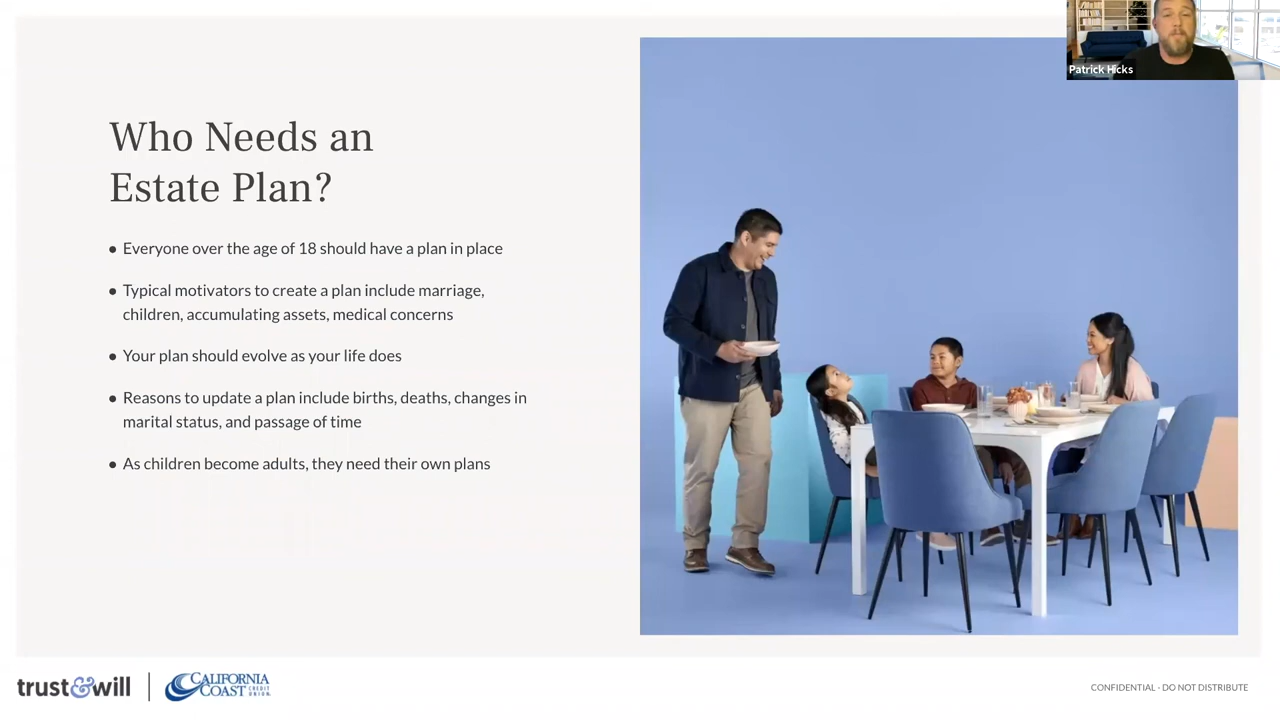 Patrick Hicks
Who Needs an
Estate Plan?
• Everyone over the age of 18 should have a plan in place
• Typical motivators to create a plan include marriage,
children, accumulating assets, medical concerns
• Your plan should evolve as your life does
• Reasons to update a plan include births, deaths, changes in
marital status, and passage of time
• As children become adults, they need their own plans
trust&will
CALIFORNIA
COAST CREDIT UNION
CONFIDENTIAL - DO NOT DISTRIBUTE